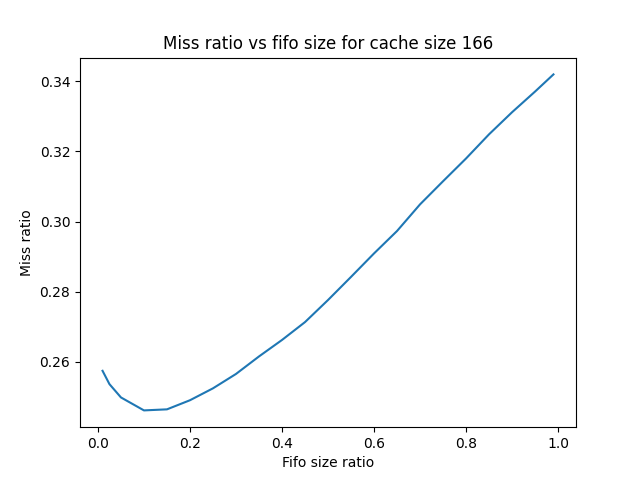 Miss ratio vs fifo size for cache size 166
0.34
0.32
0.30
0.28
0.26
Miss ratio
0.0 0.2 0.4 0.6 0.8 1.0
Fifo size ratio